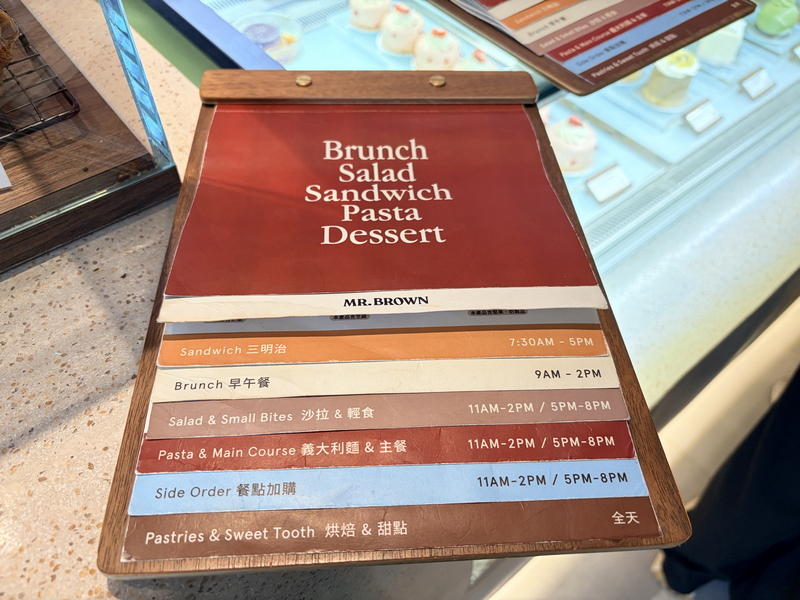 Brunch
Salad
Sandwich
Pasta
Dessert
MR. BROWN
Sandwich 三明治 7:30AM - 5PM
Brunch 早午餐 9AM - 2PM
Salad & Small Bites 沙拉 & 輕食 11AM-2PM / 5PM-8PM
Pasta & Main Course 義大利麵 & 主餐 11AM-2PM / 5PM-8PM
Side Order 餐點加購 11AM-2PM / 5PM-8PM
Pastries & Sweet Tooth 烘焙 & 甜點 全天